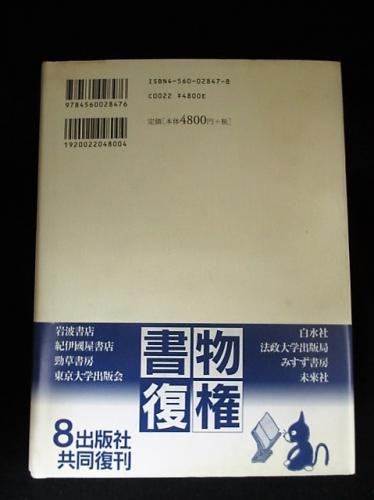 ISBN4-560-02847-8
C0022 ¥4800E
9784560028476
定価[本体4800円+税]
1920022048004
岩波書店
紀伊國屋書店
勁草書房
東京大学出版会
書物
復権
白水社
法政大学出版局
みすず書房
未來社
8出版社
共同復刊